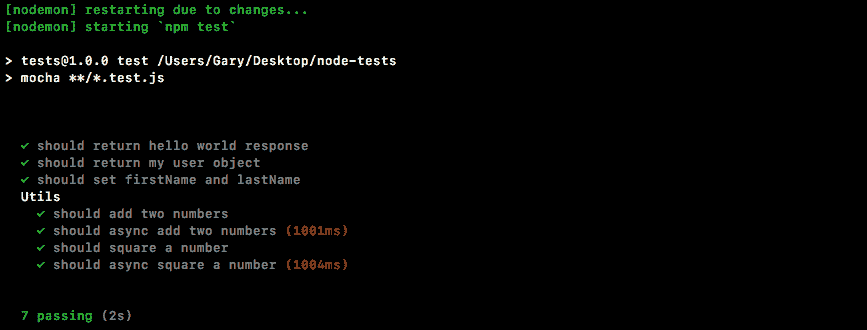 [nodemon] restarting due to changes...
[nodemon] starting `npm test`
> tests@1.0.0 test /Users/Gary/Desktop/node-tests
> mocha **/*.test.js
✓ should return hello world response
✓ should return my user object
✓ should set firstName and lastName
Utils
✓ should add two numbers
✓ should async add two numbers (1001ms)
✓ should square a number
✓ should async square a number (1004ms)
7 passing (2s)